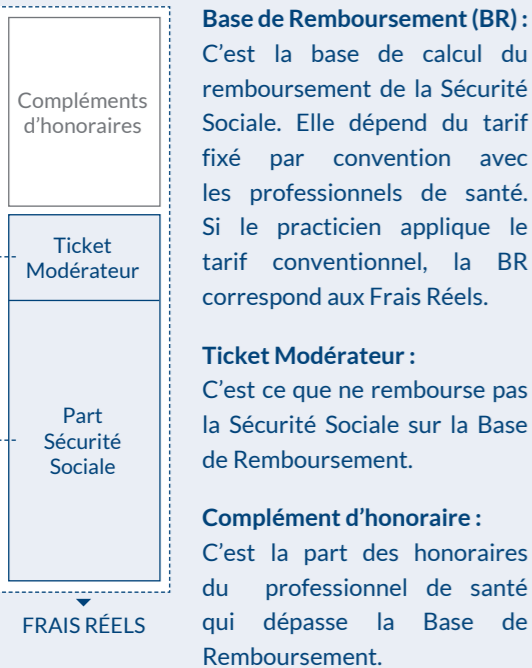 Compléments
d'honoraires
Ticket
Modérateur
Part
Sécurité
Sociale
FRAIS RÉELS
Base de Remboursement (BR) :
C'est la base de calcul du
remboursement de la Sécurité
Sociale. Elle dépend du tarif
fixé par convention avec
les professionnels de santé.
Si le practicien applique le
tarif conventionnel, la BR
correspond aux Frais Réels.
Ticket Modérateur :
C'est ce que ne rembourse pas
la Sécurité Sociale sur la Base
de Remboursement.
Complément d'honoraire :
C'est la part des honoraires
du professionnel de santé
qui dépasse la Base de
Remboursement.